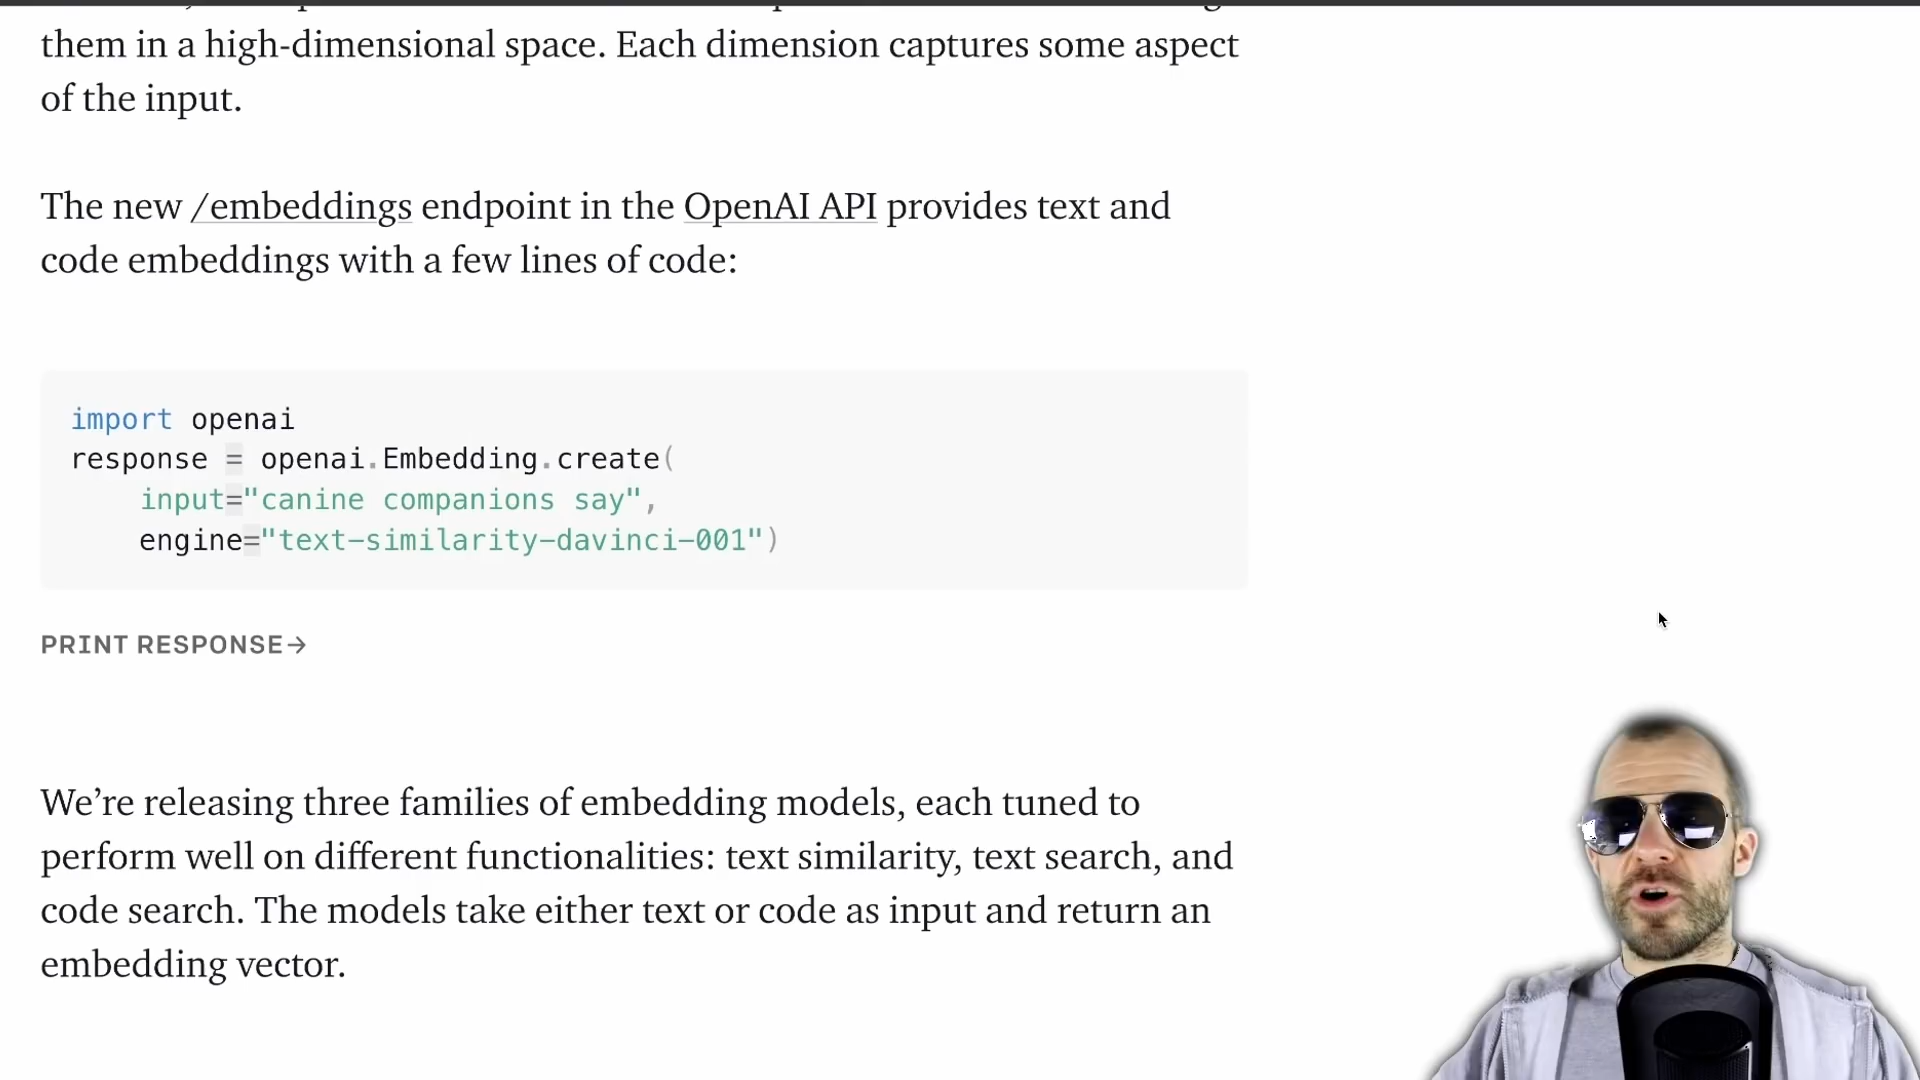 them in a high-dimensional space. Each dimension captures some aspect
of the input.
The new /embeddings endpoint in the OpenAI API provides text and
code embeddings with a few lines of code:
import openai
response = openai.Embedding.create(
    input="canine companions say",
    engine="text-similarity-davinci-001")
PRINT RESPONSE→
We’re releasing three families of embedding models, each tuned to
perform well on different functionalities: text similarity, text search, and
code search. The models take either text or code as input and return an
embedding vector.